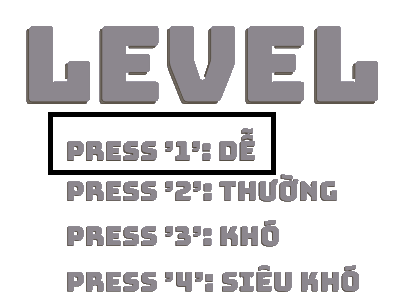 LEVEL
PRESS '1': DỄ
PRESS '2': THƯỜNG
PRESS '3': KHÓ
PRESS '4': SIÊU KHÓ